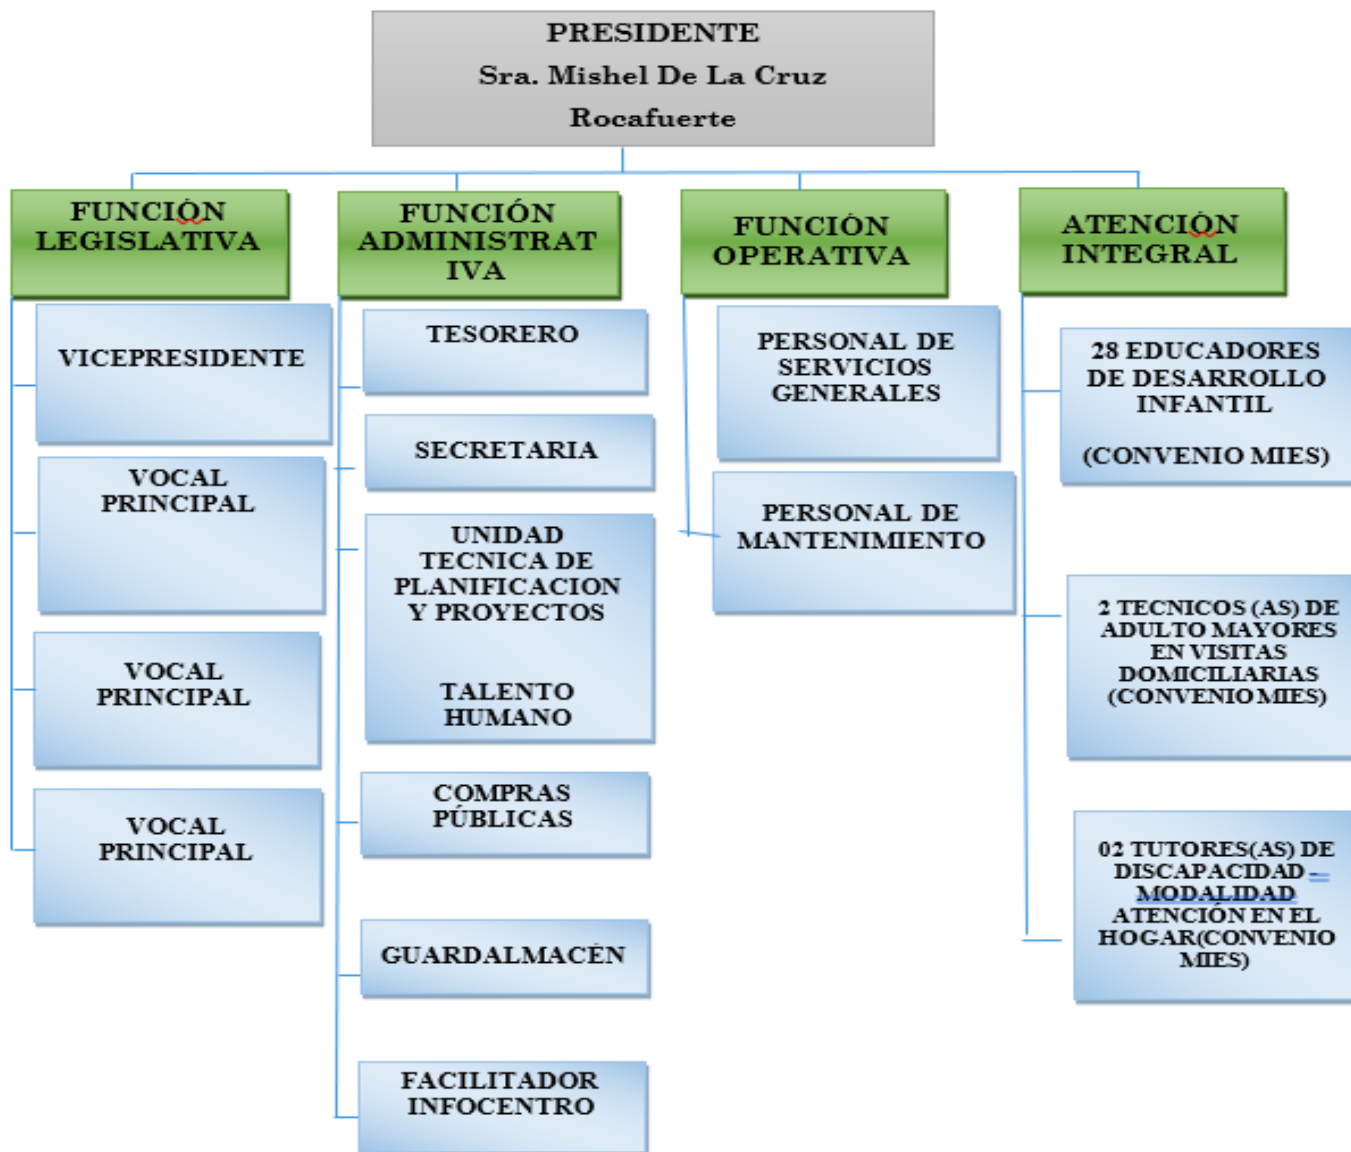 PRESIDENTE
Sra. Mishel De La Cruz
Rocafuerte
FUNCIÓN
LEGISLATIVA
VICEPRESIDENTE
VOCAL
PRINCIPAL
VOCAL
PRINCIPAL
VOCAL
PRINCIPAL
FUNCIÓN
ADMINISTRAT
IVA
TESORERO
SECRETARIA
UNIDAD
TECNICA DE
PLANIFICACION
Y PROYECTOS
TALENTO
HUMANO
COMPRAS
PÚBLICAS
GUARDALMACÉN
FACILITADOR
INFOCENTRO
FUNCIÓN
OPERATIVA
PERSONAL DE
SERVICIOS
GENERALES
PERSONAL DE
MANTENIMIENTO
ATENCIÓN
INTEGRAL
28 EDUCADORES
DE DESARROLLO
INFANTIL
(CONVENIO MIES)
2 TECNICOS (AS) DE
ADULTO MAYORES
EN VISITAS
DOMICILIARIAS
(CONVENIO MIES)
02 TUTORES(AS) DE
DISCAPACIDAD –
MODALIDAD
ATENCIÓN EN EL
HOGAR(CONVENIO
MIES)